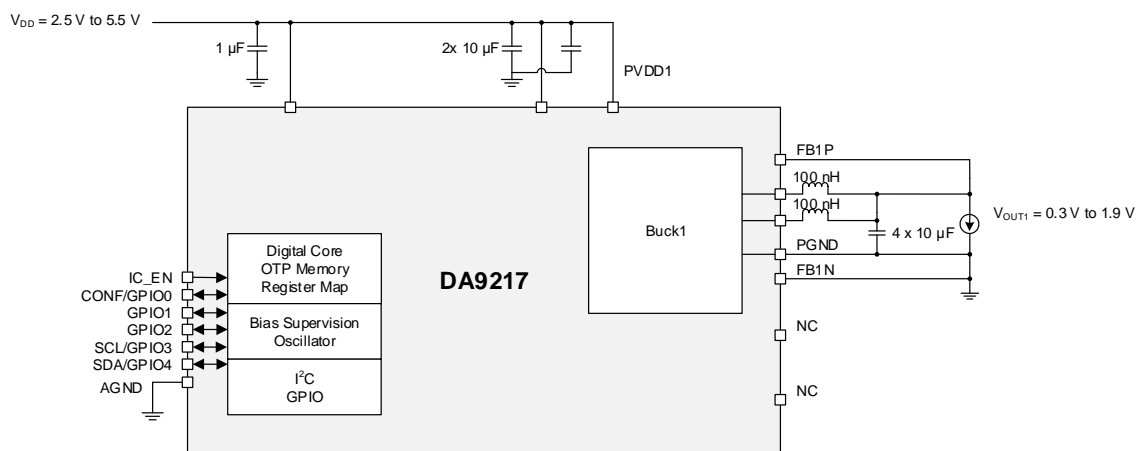 V_DD = 2.5 V to 5.5 V
1 µF
2x 10 µF
PVDD1
FB1P
100 nH
100 nH
V_OUT1 = 0.3 V to 1.9 V
Buck1
4 x 10 µF
PGND
FB1N
Digital Core
OTP Memory
Register Map
DA9217
IC_EN
CONF/GPIO0
GPIO1
GPIO2
SCL/GPIO3
SDA/GPIO4
AGND
Bias Supervision
Oscillator
I²C
GPIO
NC
NC